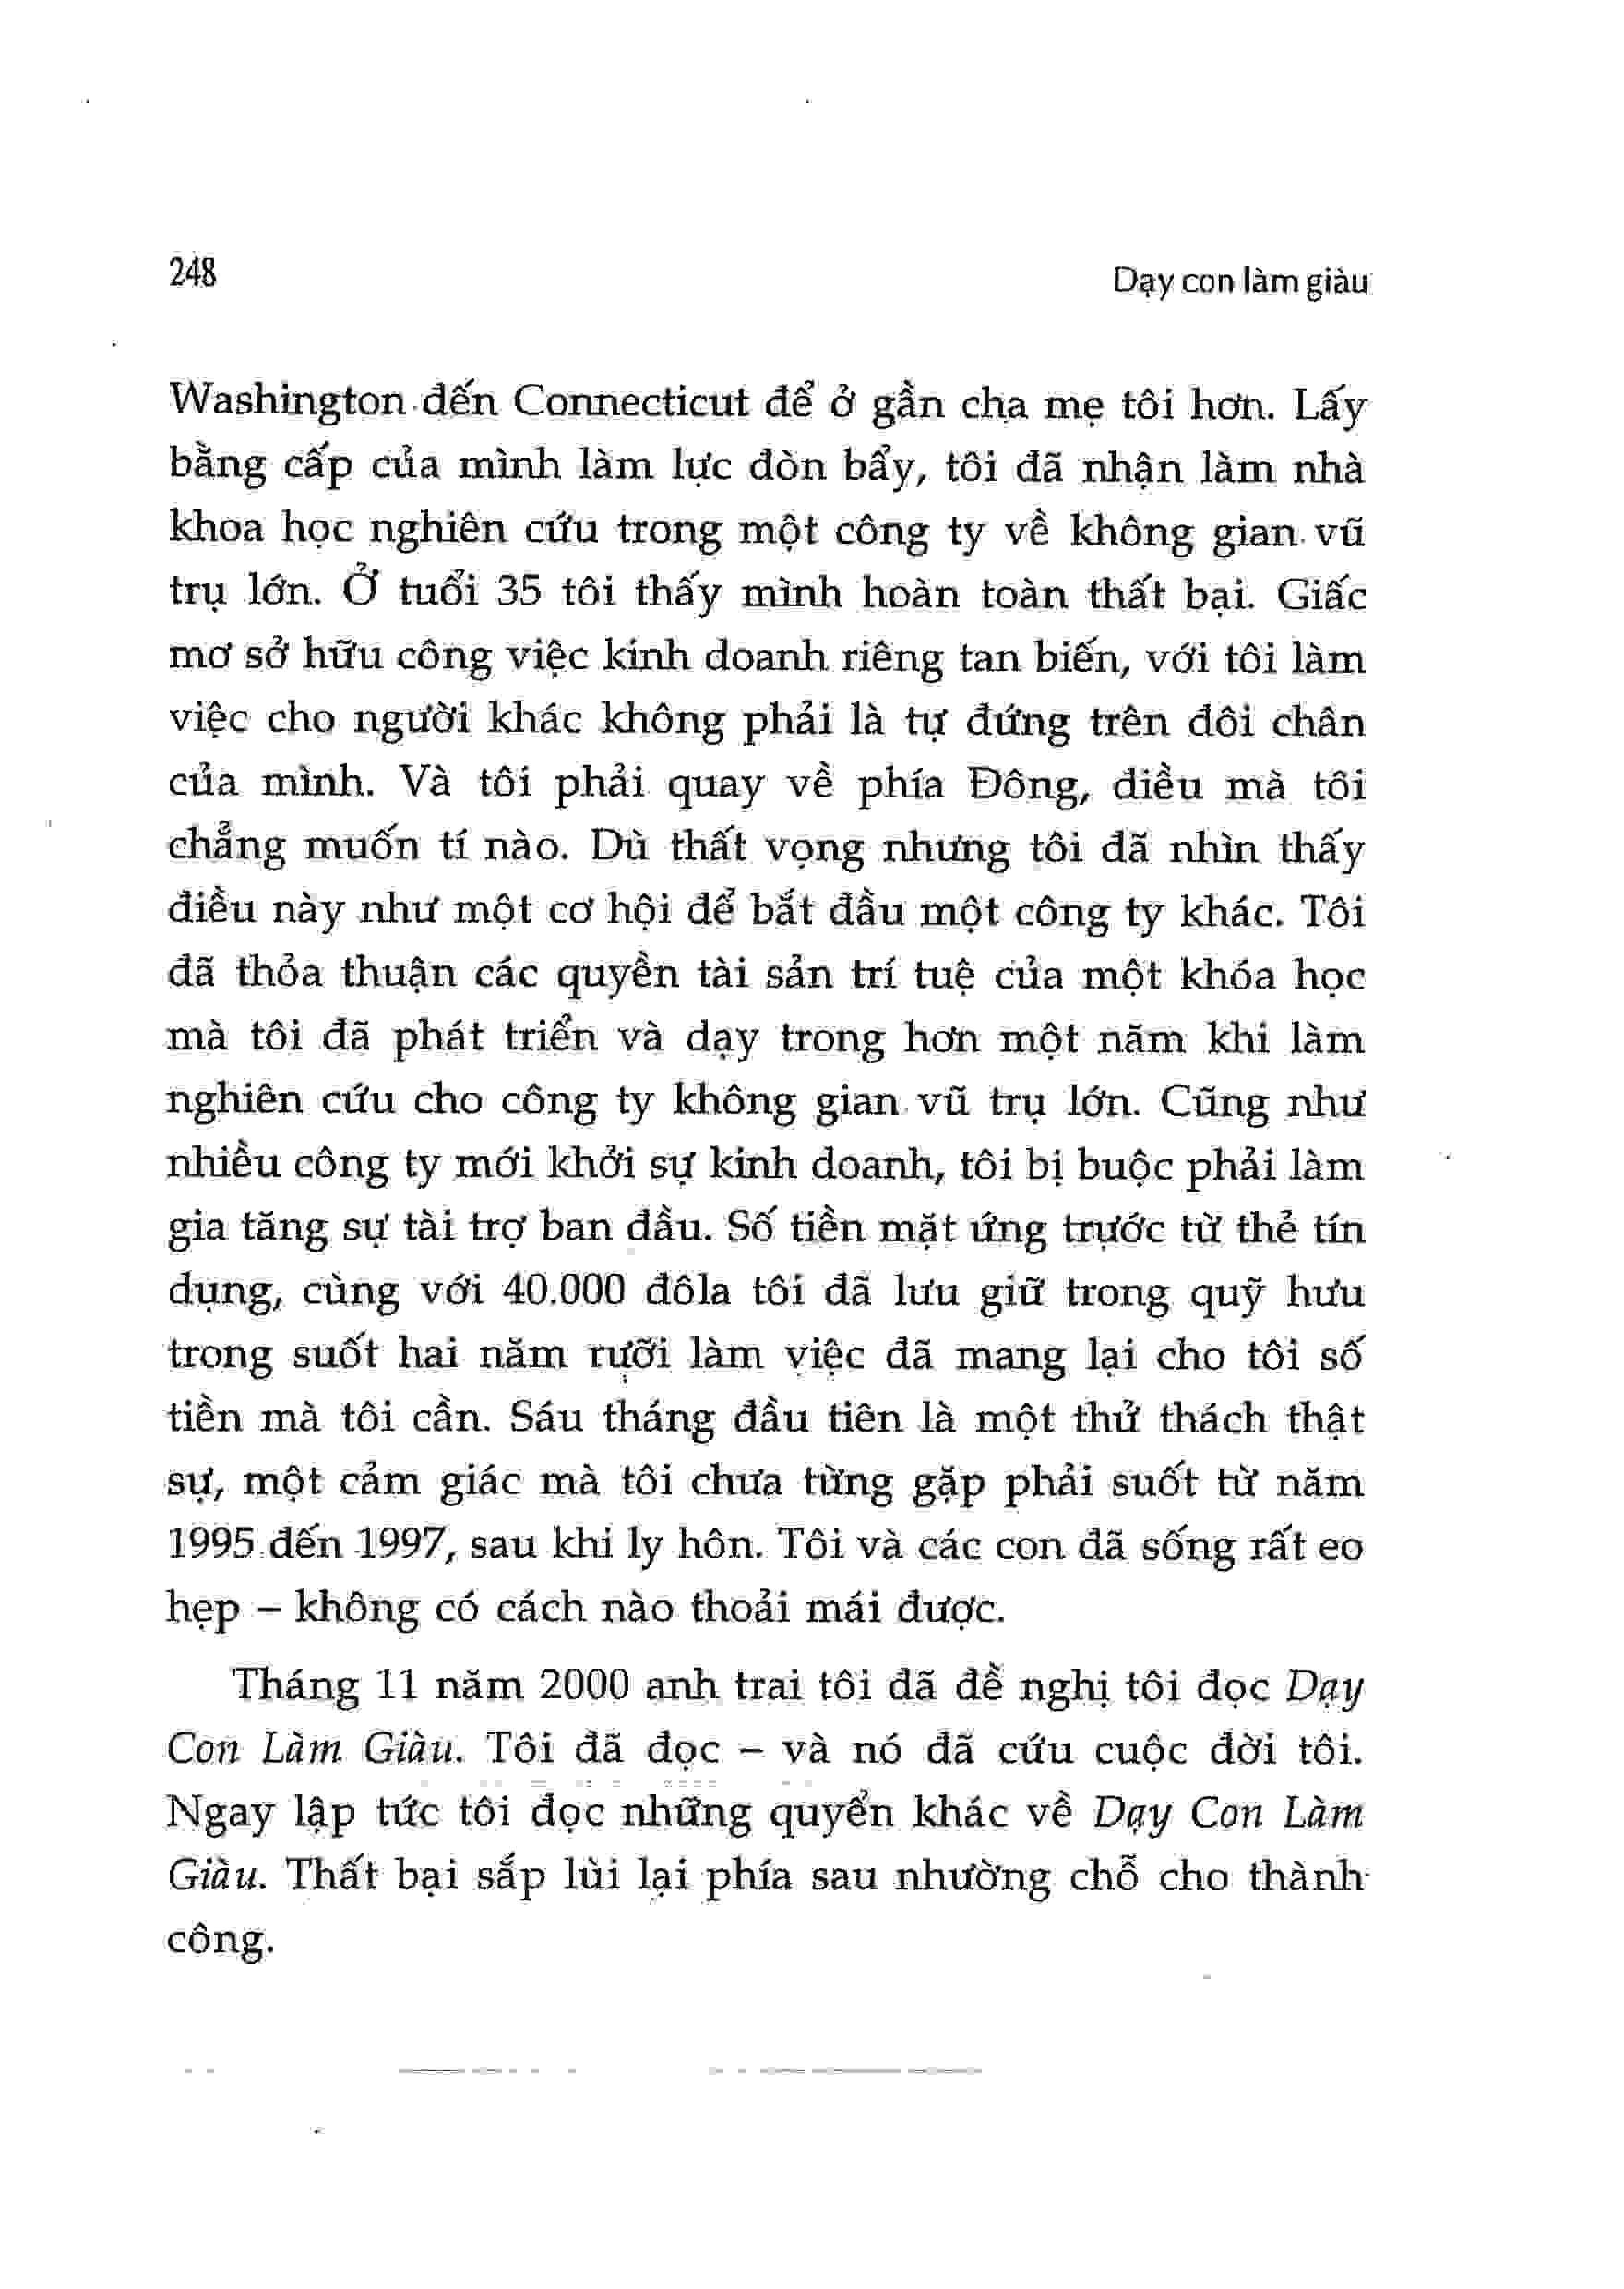 248
Dạy con làm giàu
Washington đến Connecticut để ở gần cha mẹ tôi hơn. Lấy
bằng cấp của mình làm lực đòn bẩy, tôi đã nhận làm nhà
khoa học nghiên cứu trong một công ty về không gian vũ
trụ lớn. Ở tuổi 35 tôi thấy mình hoàn toàn thất bại. Giấc
mơ sở hữu công việc kinh doanh riêng tan biến, với tôi làm
việc cho người khác không phải là tự đứng trên đôi chân
của mình. Và tôi phải quay về phía Đông, điều mà tôi
chẳng muốn tí nào. Dù thất vọng nhưng tôi đã nhìn thấy
điều này như một cơ hội để bắt đầu một công ty khác. Tôi
đã thỏa thuận các quyền tài sản trí tuệ của một khóa học
mà tôi đã phát triển và dạy trong hơn một năm khi làm
nghiên cứu cho công ty không gian vũ trụ lớn. Cũng như
nhiều công ty mới khởi sự kinh doanh, tôi bị buộc phải làm
gia tăng sự tài trợ ban đầu. Số tiền mặt ứng trước từ thẻ tín
dụng, cùng với 40.000 đôla tôi đã lưu giữ trong quỹ hưu
trong suốt hai năm rưỡi làm việc đã mang lại cho tôi số
tiền mà tôi cần. Sáu tháng đầu tiên là một thử thách thật
sự, một cảm giác mà tôi chưa từng gặp phải suốt từ năm
1995 đến 1997, sau khi ly hôn. Tôi và các con đã sống rất eo
hẹp – không có cách nào thoải mái được.
Tháng 11 năm 2000 anh trai tôi đã đề nghị tôi đọc Dạy
Con Làm Giàu. Tôi đã đọc – và nó đã cứu cuộc đời tôi.
Ngay lập tức tôi đọc những quyển khác về Dạy Con Làm
Giàu. Thất bại sắp lùi lại phía sau nhường chỗ cho thành
công.